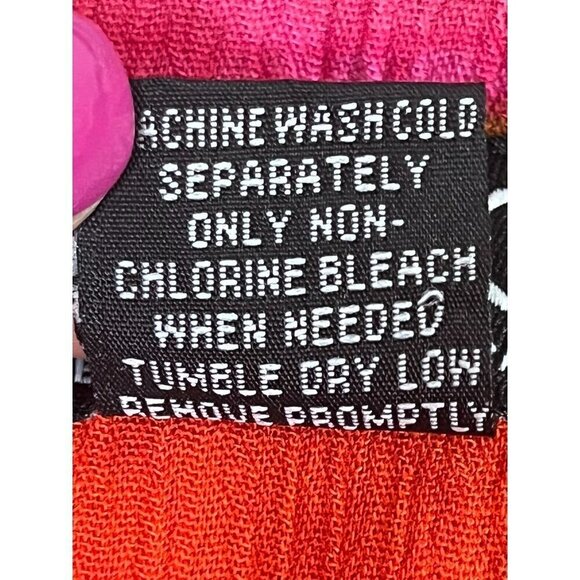 ACHINE WASH COLD
SEPARATELY
ONLY NON-
CHLORINE BLEACH
WHEN NEEDED
TUMBLE DRY LOW
REMOVE PROMPTLY